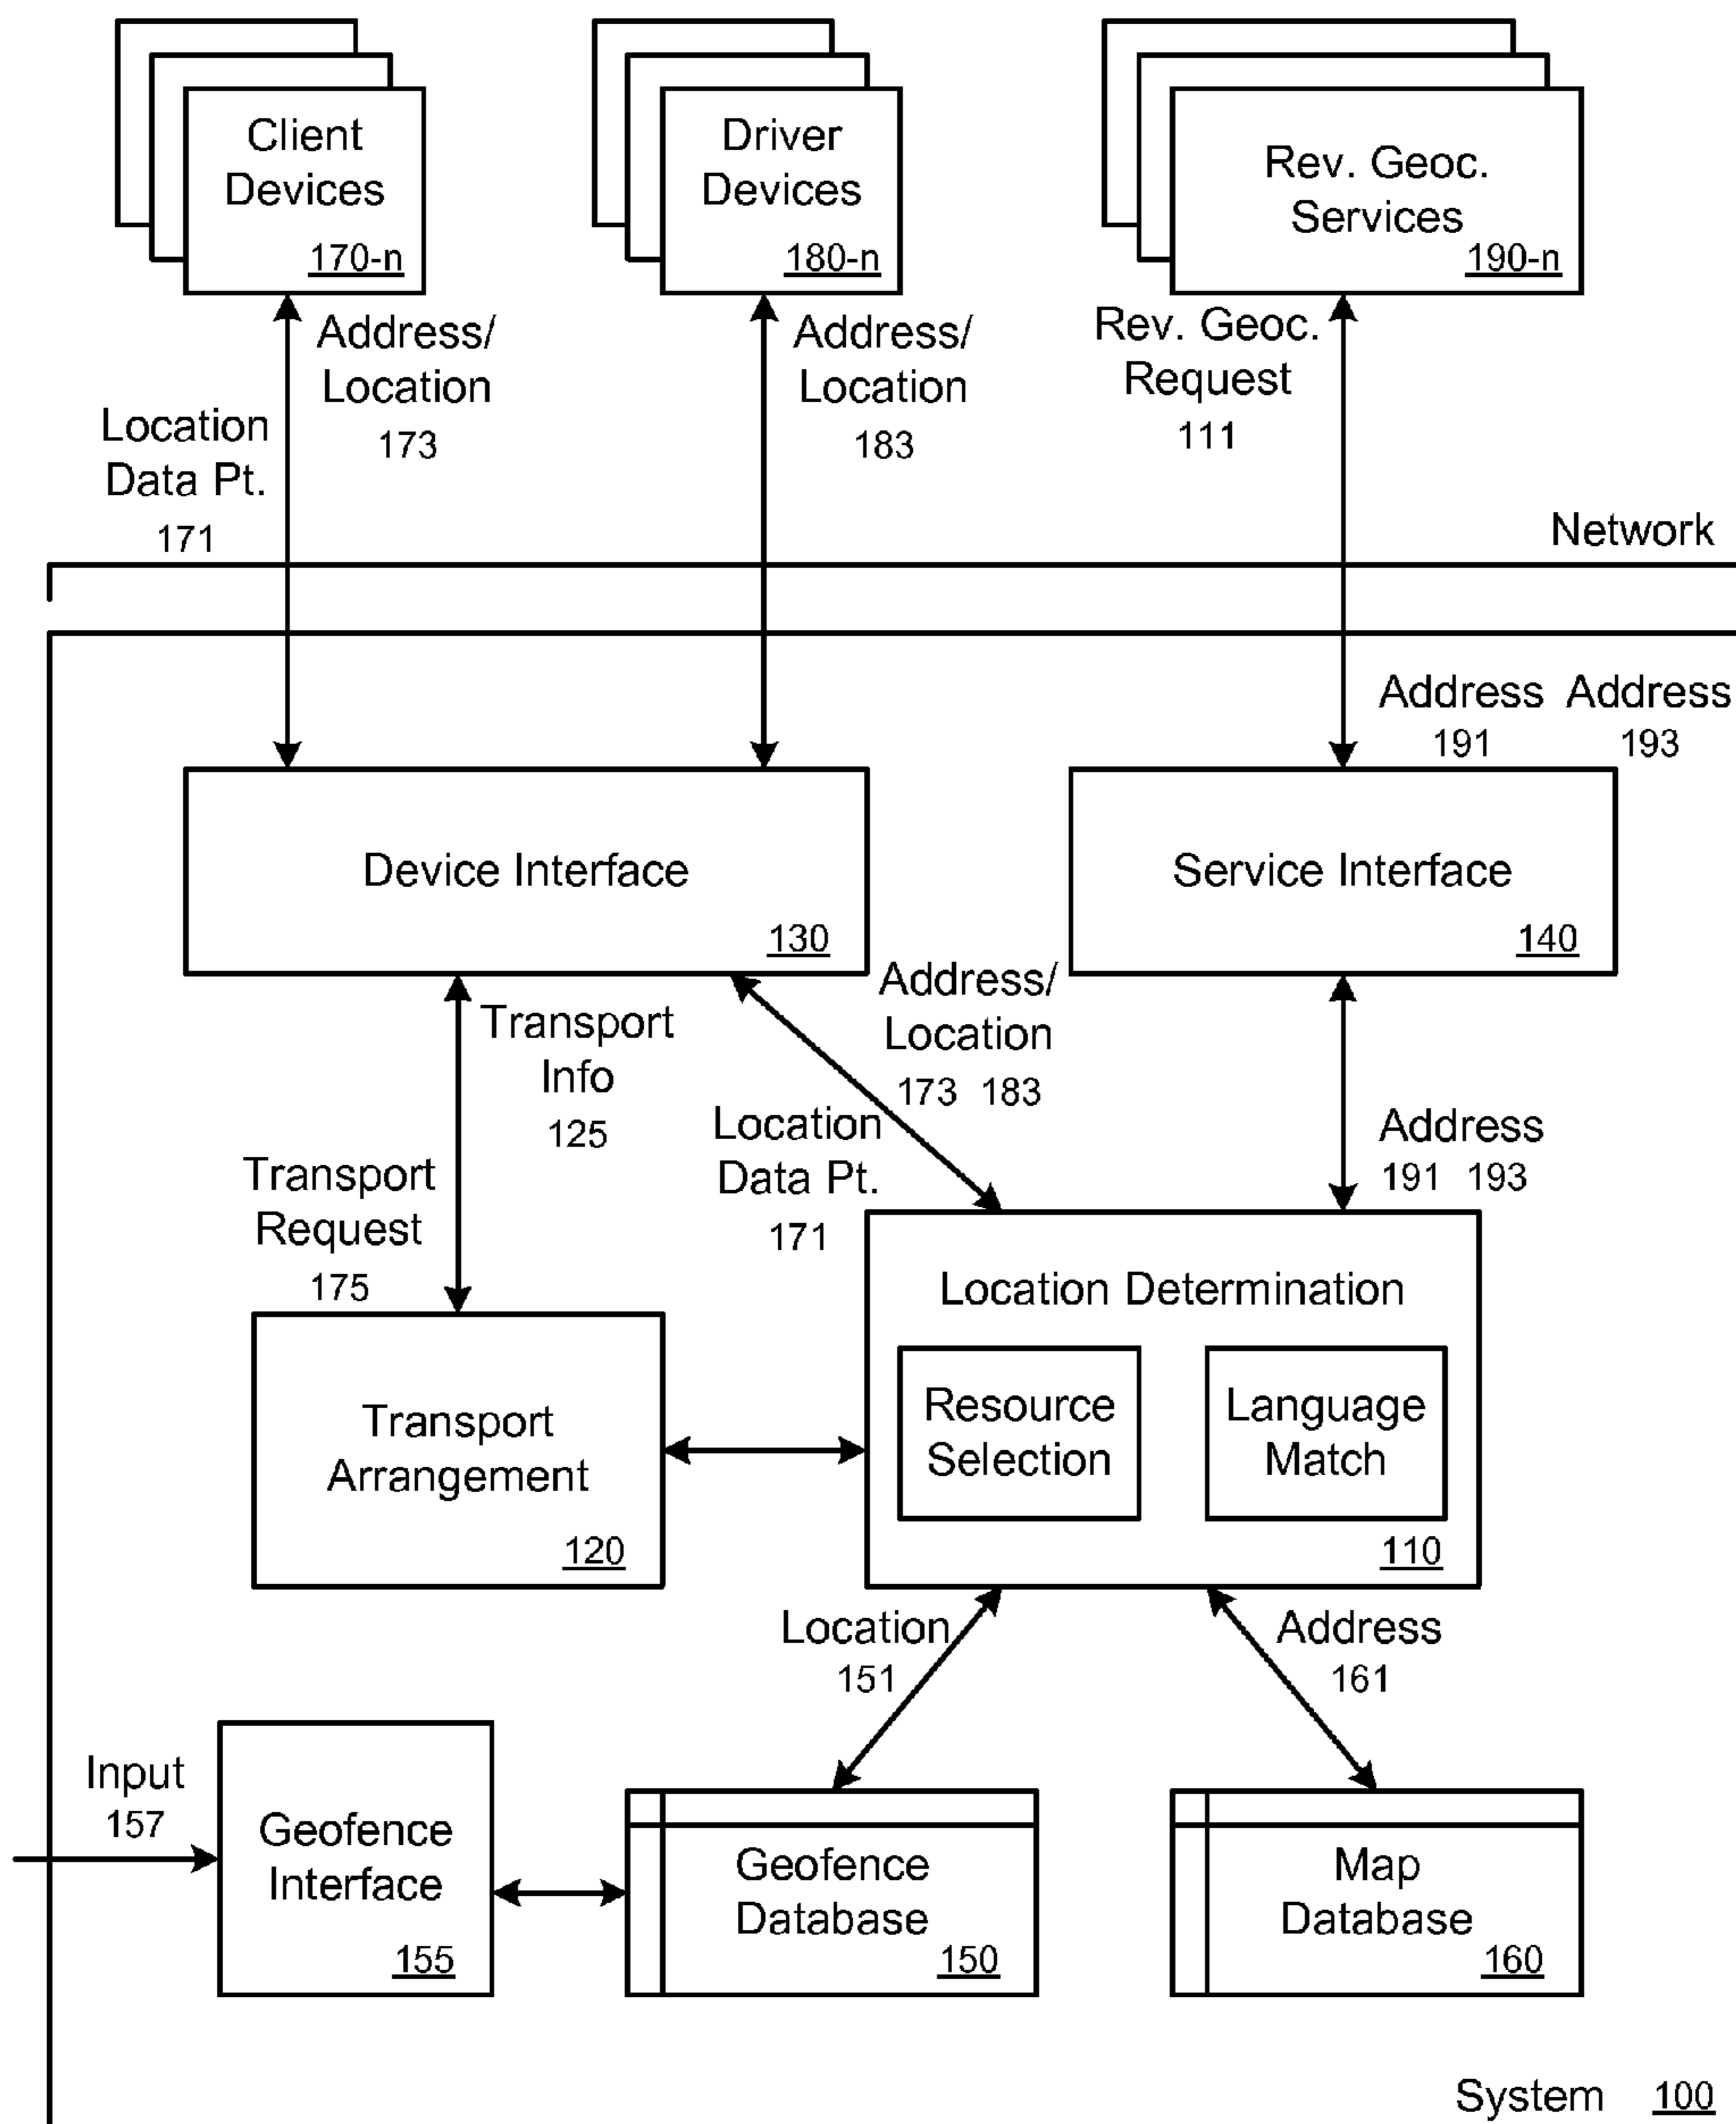 Client
Devices
170-n
Driver
Devices
180-n
Rev. Geoc.
Services
190-n
Address/
Location
173
Location
Data Pt.
171
Address/
Location
183
Rev. Geoc.
Request
111
Network
Address Address
191 193
Device Interface
130
Service Interface
140
Transport
Info
125
Transport
Request
175
Address/
Location
173 183
Location
Data Pt.
171
Address
191 193
Location Determination
Resource
Selection
Language
Match
110
Transport
Arrangement
120
Location
151
Address
161
Input
157
Geofence
Interface
155
Geofence
Database
150
Map
Database
160
System 100